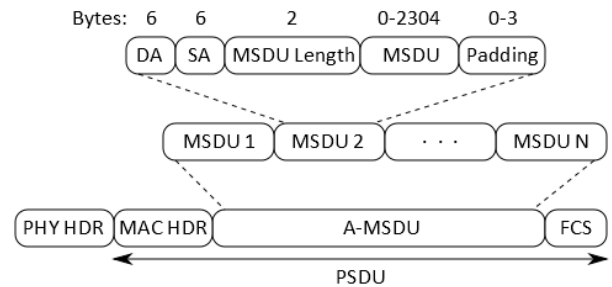 Bytes: 6 6 2 0-2304 0-3
DA SA MSDU Length MSDU Padding
MSDU 1 MSDU 2 · · · MSDU N
PHY HDR MAC HDR A-MSDU FCS
PSDU